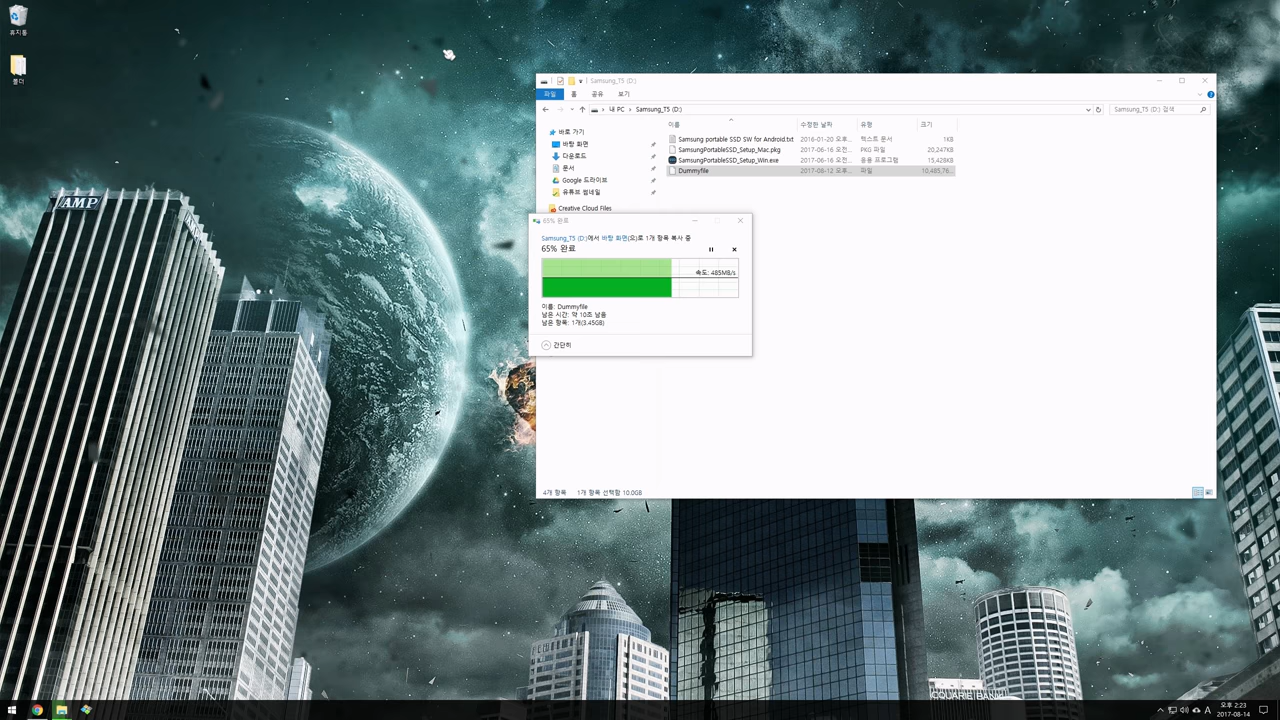 휴지통
폴더
AMP
Samsung_T5 (D:)
파일 홈 공유 보기
내 PC Samsung_T5 (D:)
Samsung_T5 (D:) 검색
이름 수정한 날짜 유형 크기
Samsung portable SSD SW for Android.txt 2016-01-20 오후... 텍스트 문서 1KB
SamsungPortableSSD_Setup_Mac.pkg 2017-06-16 오전... PKG 파일 20,247KB
SamsungPortableSSD_Setup_Win.exe 2017-06-16 오전... 응용 프로그램 15,428KB
Dummyfile 2017-08-12 오후... 파일 10,485,76...
바로 가기
바탕 화면
다운로드
문서
Google 드라이브
유튜브 썸네일
Creative Cloud Files
65% 완료
Samsung_T5 (D:)에서 바탕 화면(으)로 1개 항목 복사 중
65% 완료
속도: 485MB/s
이름: Dummyfile
남은 시간: 약 10초 남음
남은 항목: 1개(3.45GB)
간단히
4개 항목 1개 항목 선택함 10.0GB
SQUARIE BANK
A
오후 2:23
2017-08-14